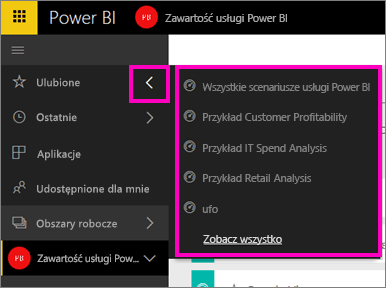 Power BI
PB
Zawartość usługi Power BI
Ulubione
Ostatnie
Aplikacje
Udostępnione dla mnie
Obszary robocze
PB
Zawartość usługi Pow...
Wszystkie scenariusze usługi Power BI
Przykład Customer Profitability
Przykład IT Spend Analysis
Przykład Retail Analysis
ufo
Zobacz wszystko